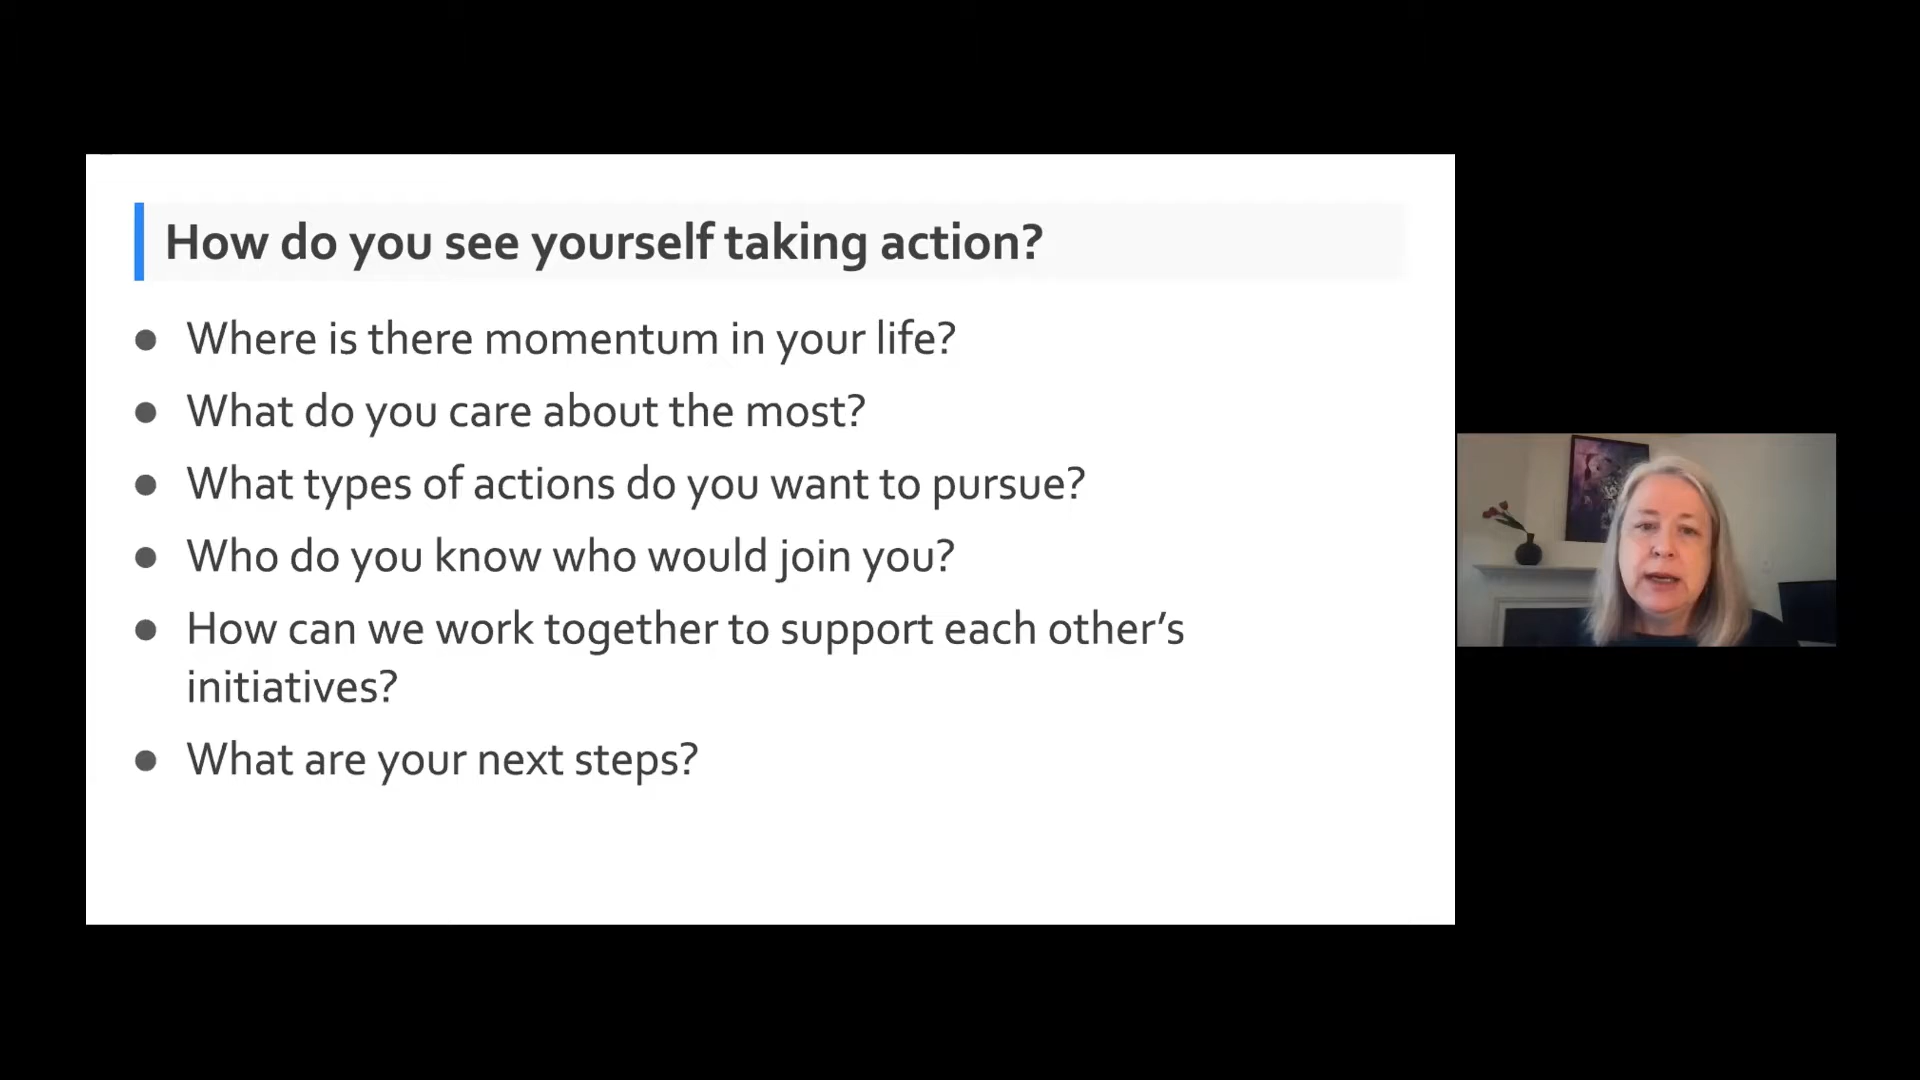 How do you see yourself taking action?
● Where is there momentum in your life?
● What do you care about the most?
● What types of actions do you want to pursue?
● Who do you know who would join you?
● How can we work together to support each other’s
initiatives?
● What are your next steps?